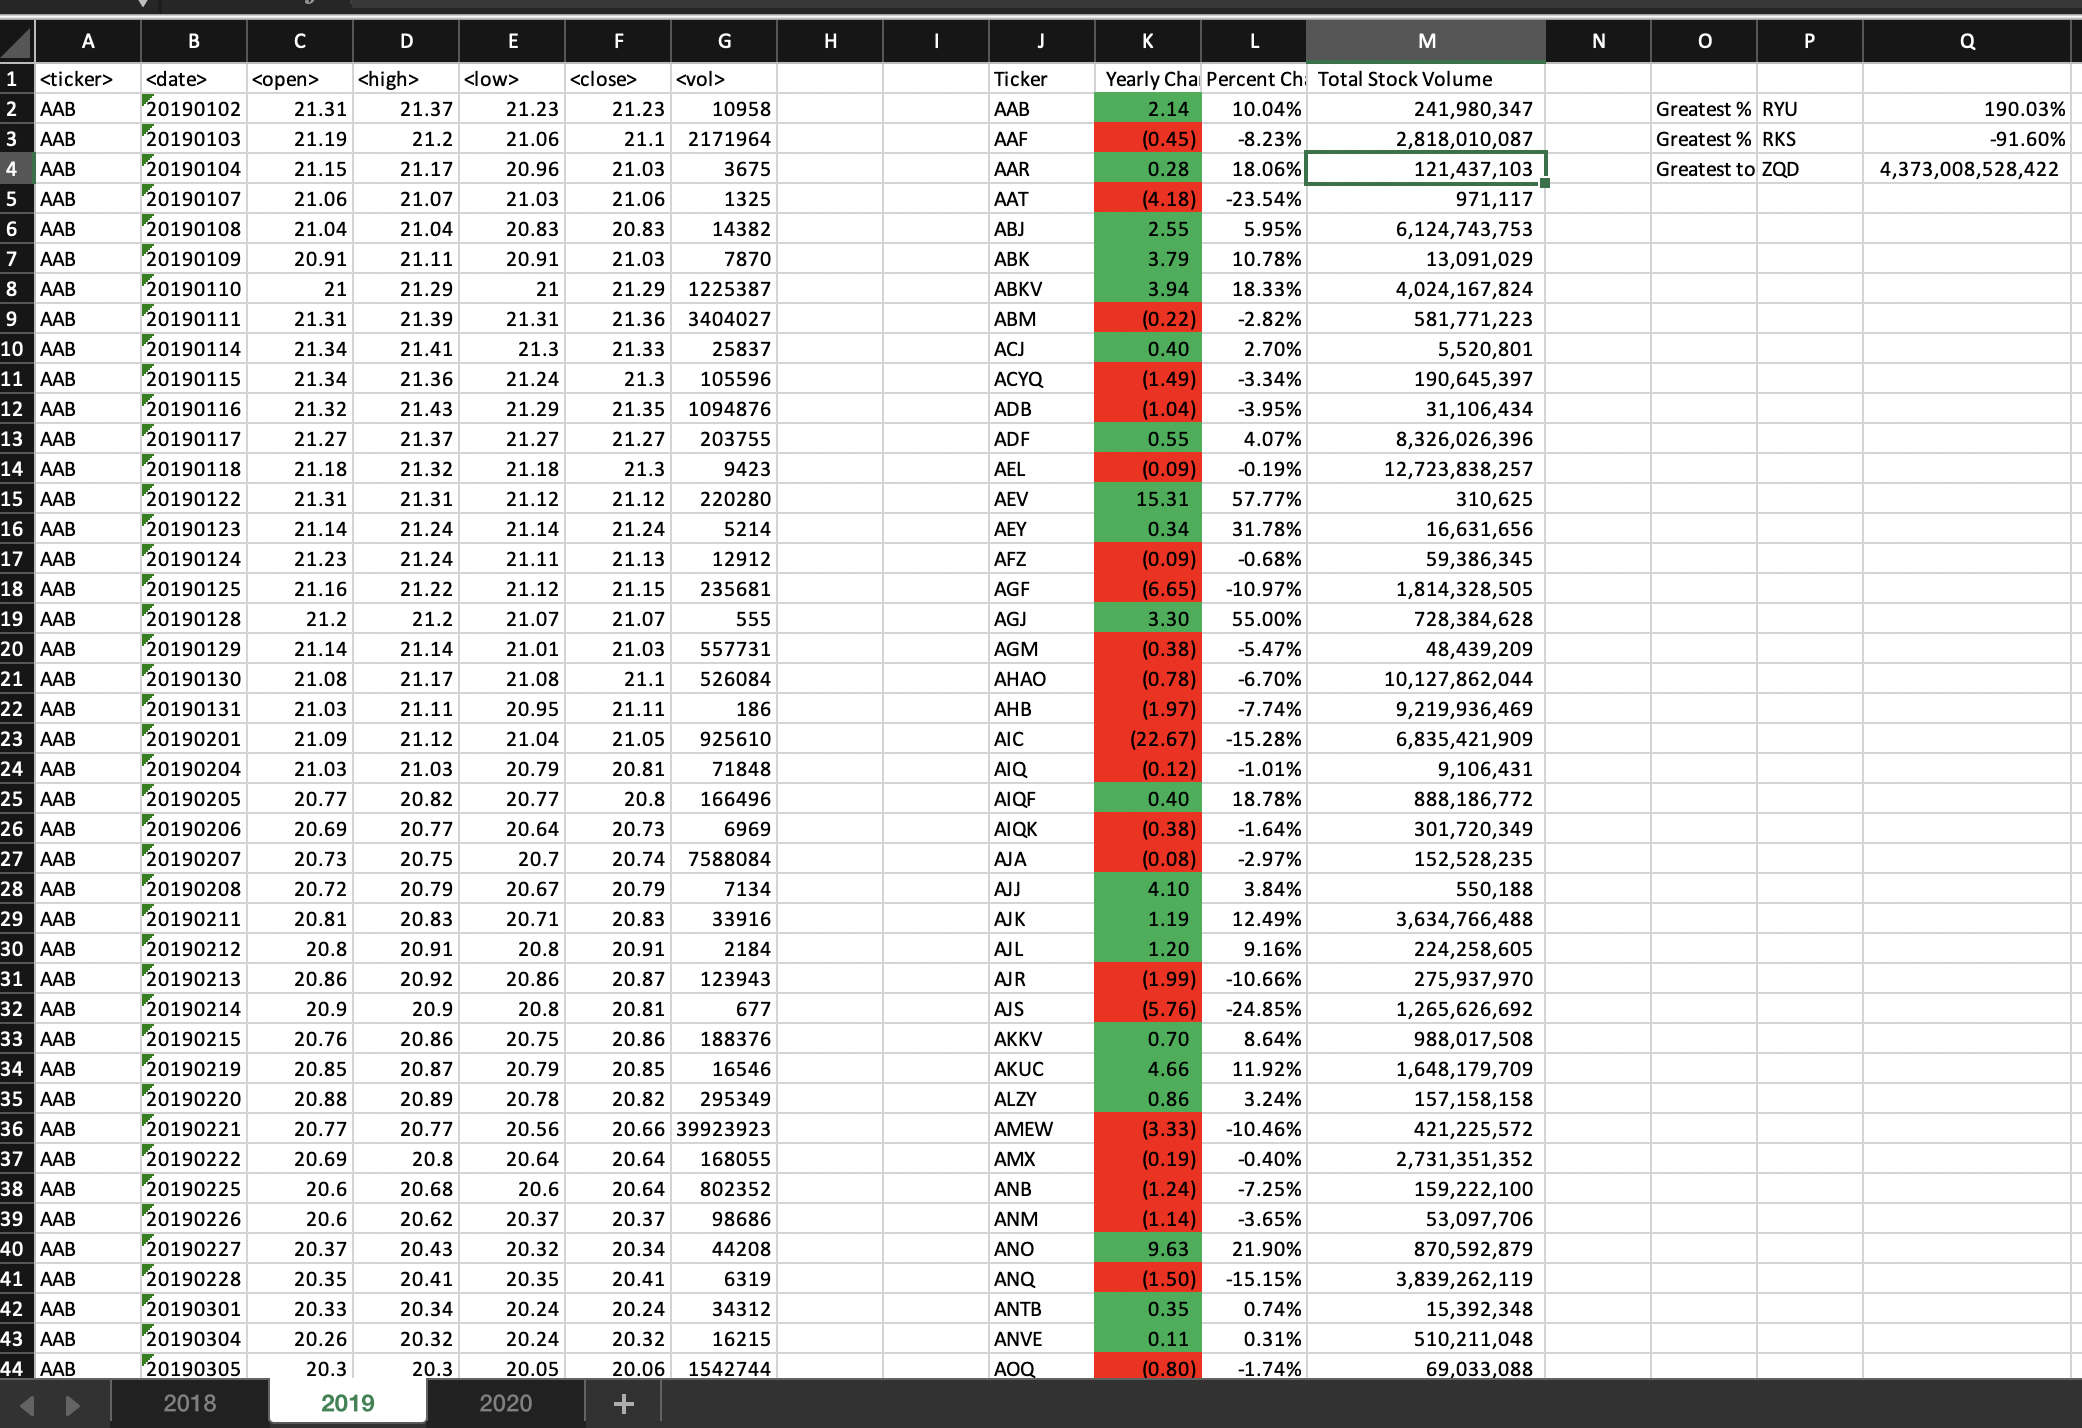 A B C D E F G H I J K L M N O P Q
1 <ticker> <date> <open> <high> <low> <close> <vol> Ticker Yearly Cha Percent Ch Total Stock Volume
2 AAB 20190102 21.31 21.37 21.23 21.23 10958 AAB 2.14 10.04% 241,980,347 Greatest % RYU 190.03%
3 AAB 20190103 21.19 21.2 21.06 21.1 2171964 AAF (0.45) -8.23% 2,818,010,087 Greatest % RKS -91.60%
4 AAB 20190104 21.15 21.17 20.96 21.03 3675 AAR 0.28 18.06% 121,437,103 Greatest to ZQD 4,373,008,528,422
5 AAB 20190107 21.06 21.07 21.03 21.06 1325 AAT (4.18) -23.54% 971,117
6 AAB 20190108 21.04 21.04 20.83 20.83 14382 ABJ 2.55 5.95% 6,124,743,753
7 AAB 20190109 20.91 21.11 20.91 21.03 7870 ABK 3.79 10.78% 13,091,029
8 AAB 20190110 21 21.29 21 21.29 1225387 ABKV 3.94 18.33% 4,024,167,824
9 AAB 20190111 21.31 21.39 21.31 21.36 3404027 ABM (0.22) -2.82% 581,771,223
10 AAB 20190114 21.34 21.41 21.3 21.33 25837 ACJ 0.40 2.70% 5,520,801
11 AAB 20190115 21.34 21.36 21.24 21.3 105596 ACYQ (1.49) -3.34% 190,645,397
12 AAB 20190116 21.32 21.43 21.29 21.35 1094876 ADB (1.04) -3.95% 31,106,434
13 AAB 20190117 21.27 21.37 21.27 21.27 203755 ADF 0.55 4.07% 8,326,026,396
14 AAB 20190118 21.18 21.32 21.18 21.3 9423 AEL (0.09) -0.19% 12,723,838,257
15 AAB 20190122 21.31 21.31 21.12 21.12 220280 AEV 15.31 57.77% 310,625
16 AAB 20190123 21.14 21.24 21.14 21.24 5214 AEY 0.34 31.78% 16,631,656
17 AAB 20190124 21.23 21.24 21.11 21.13 12912 AFZ (0.09) -0.68% 59,386,345
18 AAB 20190125 21.16 21.22 21.12 21.15 235681 AGF (6.65) -10.97% 1,814,328,505
19 AAB 20190128 21.2 21.2 21.07 21.07 555 AGJ 3.30 55.00% 728,384,628
20 AAB 20190129 21.14 21.14 21.01 21.03 557731 AGM (0.38) -5.47% 48,439,209
21 AAB 20190130 21.08 21.17 21.08 21.1 526084 AHAO (0.78) -6.70% 10,127,862,044
22 AAB 20190131 21.03 21.11 20.95 21.11 186 AHB (1.97) -7.74% 9,219,936,469
23 AAB 20190201 21.09 21.12 21.04 21.05 925610 AIC (22.67) -15.28% 6,835,421,909
24 AAB 20190204 21.03 21.03 20.79 20.81 71848 AIQ (0.12) -1.01% 9,106,431
25 AAB 20190205 20.77 20.82 20.77 20.8 166496 AIQF 0.40 18.78% 888,186,772
26 AAB 20190206 20.69 20.77 20.64 20.73 6969 AIQK (0.38) -1.64% 301,720,349
27 AAB 20190207 20.73 20.75 20.7 20.74 7588084 AJA (0.08) -2.97% 152,528,235
28 AAB 20190208 20.72 20.79 20.67 20.79 7134 AJJ 4.10 3.84% 550,188
29 AAB 20190211 20.81 20.83 20.71 20.83 33916 AJK 1.19 12.49% 3,634,766,488
30 AAB 20190212 20.8 20.91 20.8 20.91 2184 AJL 1.20 9.16% 224,258,605
31 AAB 20190213 20.86 20.92 20.86 20.87 123943 AJR (1.99) -10.66% 275,937,970
32 AAB 20190214 20.9 20.9 20.8 20.81 677 AJS (5.76) -24.85% 1,265,626,692
33 AAB 20190215 20.76 20.86 20.75 20.86 188376 AKKV 0.70 8.64% 988,017,508
34 AAB 20190219 20.85 20.87 20.79 20.85 16546 AKUC 4.66 11.92% 1,648,179,709
35 AAB 20190220 20.88 20.89 20.78 20.82 295349 ALZY 0.86 3.24% 157,158,158
36 AAB 20190221 20.77 20.77 20.56 20.66 39923923 AMEW (3.33) -10.46% 421,225,572
37 AAB 20190222 20.69 20.8 20.64 20.64 168055 AMX (0.19) -0.40% 2,731,351,352
38 AAB 20190225 20.6 20.68 20.6 20.64 802352 ANB (1.24) -7.25% 159,222,100
39 AAB 20190226 20.6 20.62 20.37 20.37 98686 ANM (1.14) -3.65% 53,097,706
40 AAB 20190227 20.37 20.43 20.32 20.34 44208 ANO 9.63 21.90% 870,592,879
41 AAB 20190228 20.35 20.41 20.35 20.41 6319 ANQ (1.50) -15.15% 3,839,262,119
42 AAB 20190301 20.33 20.34 20.24 20.24 34312 ANTB 0.35 0.74% 15,392,348
43 AAB 20190304 20.26 20.32 20.24 20.32 16215 ANVE 0.11 0.31% 510,211,048
44 AAB 20190305 20.3 20.3 20.05 20.06 1542744 AOQ (0.80) -1.74% 69,033,088
2018 2019 2020 +